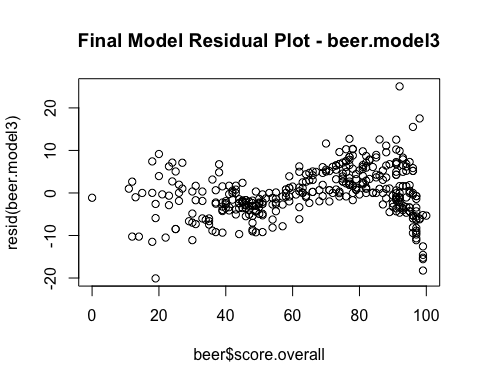 Final Model Residual Plot - beer.model3
resid(beer.model3)
20
10
0
-10
-20
0 20 40 60 80 100
beer$score.overall